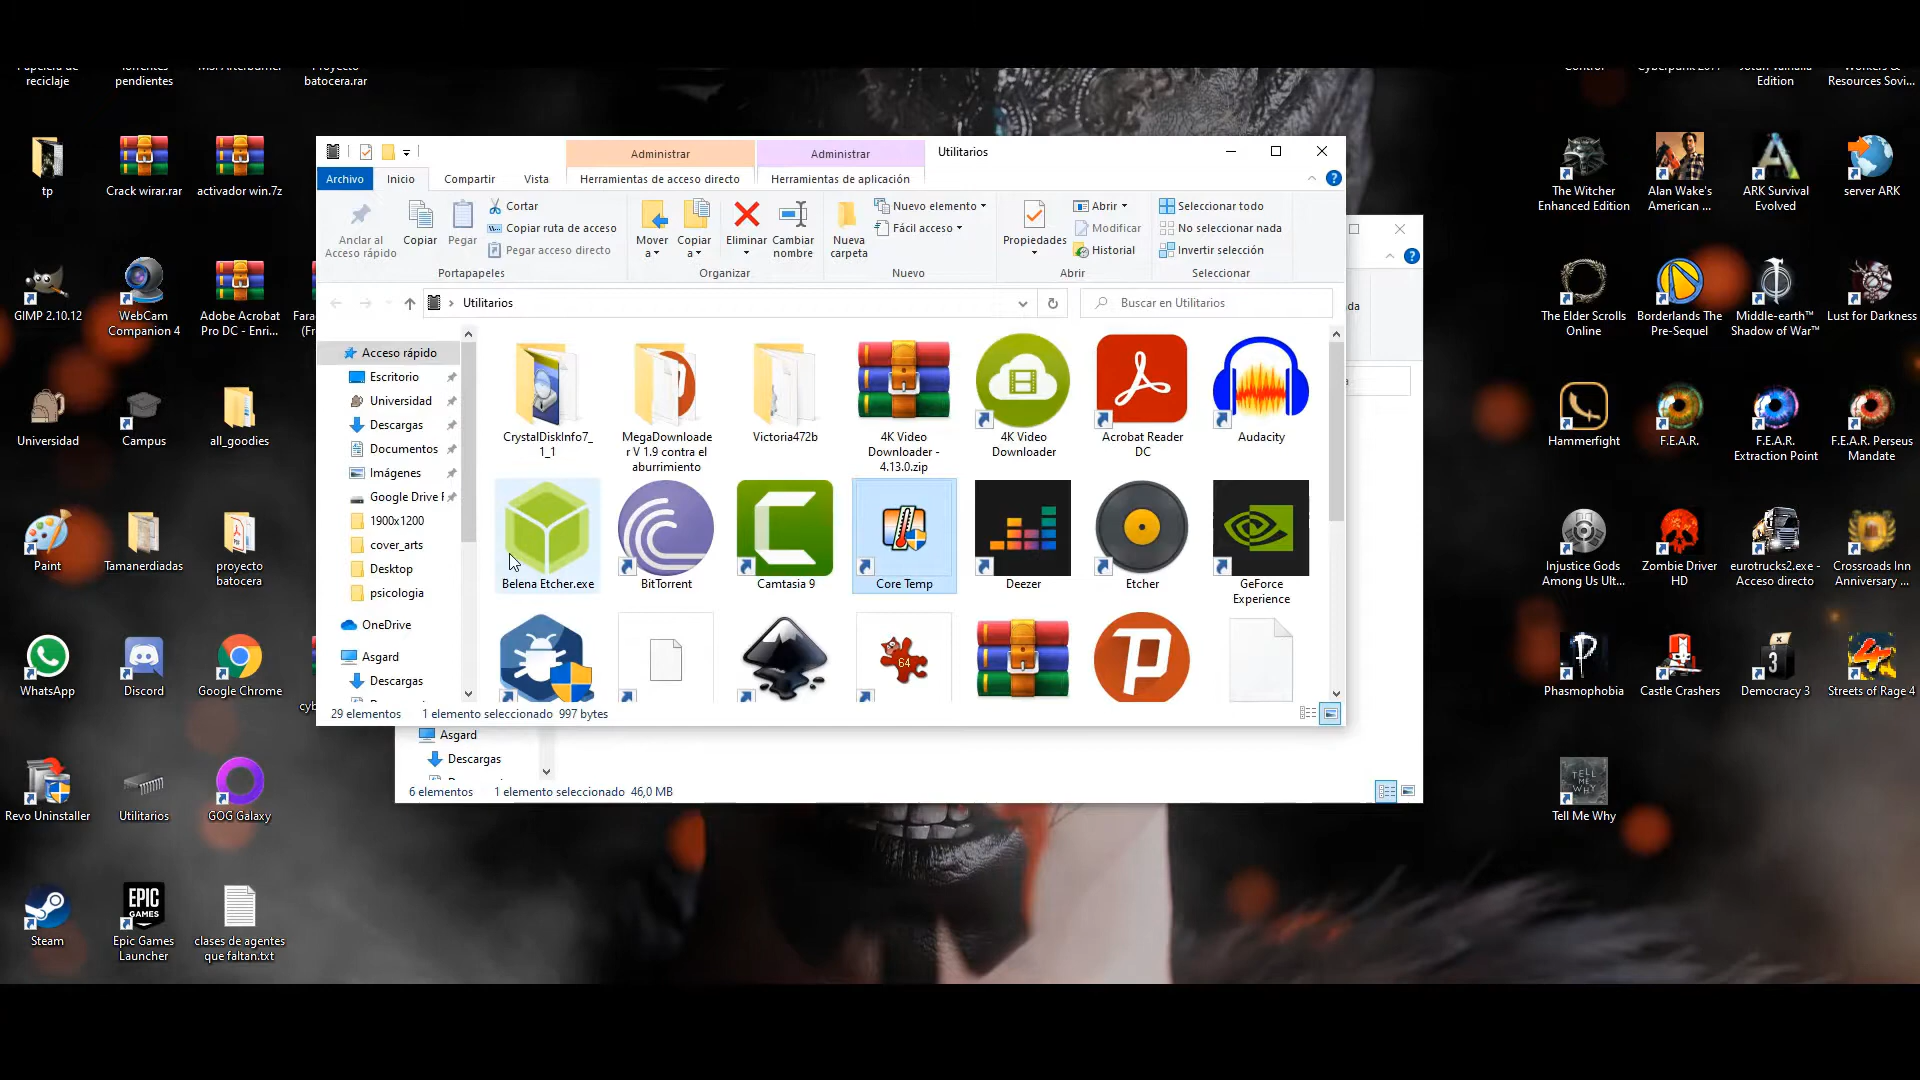 reciclaje
pendientes
batocera.rar
Edition
Resources Sovi...
tp
Crack wirar.rar
activador win.7z
GIMP 2.10.12
WebCam
Companion 4
Adobe Acrobat
Pro DC - Enri...
Universidad
Campus
all_goodies
Paint
Tamanerdiadas
proyecto
batocera
WhatsApp
Discord
Google Chrome
Revo Uninstaller
Utilitarios
GOG Galaxy
Steam
EPIC
GAMES
Epic Games
Launcher
clases de agentes
que faltan.txt
Administrar
Administrar
Utilitarios
Archivo
Inicio
Compartir
Vista
Herramientas de acceso directo
Herramientas de aplicación
Anclar al
Acceso rápido
Copiar
Pegar
Cortar
Copiar ruta de acceso
Pegar acceso directo
Portapapeles
Mover
a
Copiar
a
Eliminar
Cambiar
nombre
Organizar
Nueva
carpeta
Nuevo elemento
Fácil acceso
Nuevo
Propiedades
Abrir
Modificar
Historial
Abrir
Seleccionar todo
No seleccionar nada
Invertir selección
Seleccionar
Utilitarios
Buscar en Utilitarios
Acceso rápido
Escritorio
Universidad
Descargas
Documentos
Imágenes
Google Drive
1900x1200
cover_arts
Desktop
psicologia
OneDrive
Asgard
Descargas
CrystalDiskInfo7_
1_1
MegaDownloade
r V 1.9 contra el
aburrimiento
Victoria472b
4K Video
Downloader -
4.13.0.zip
4K Video
Downloader
Acrobat Reader
DC
Audacity
Belena Etcher.exe
BitTorrent
Camtasia 9
Core Temp
Deezer
Etcher
GeForce
Experience
64
29 elementos
1 elemento seleccionado 997 bytes
da
Asgard
Descargas
6 elementos
1 elemento seleccionado 46,0 MB
The Witcher
Enhanced Edition
Alan Wake's
American ...
ARK Survival
Evolved
server ARK
The Elder Scrolls
Online
Borderlands The
Pre-Sequel
Middle-earth™
Shadow of War™
Lust for Darkness
Hammerfight
F.E.A.R.
F.E.A.R.
Extraction Point
F.E.A.R. Perseus
Mandate
Injustice Gods
Among Us Ult...
Zombie Driver
HD
eurotrucks2.exe -
Acceso directo
Crossroads Inn
Anniversary ...
Phasmophobia
Castle Crashers
3
Democracy 3
Streets of Rage 4
TELL
ME
WHY
Tell Me Why